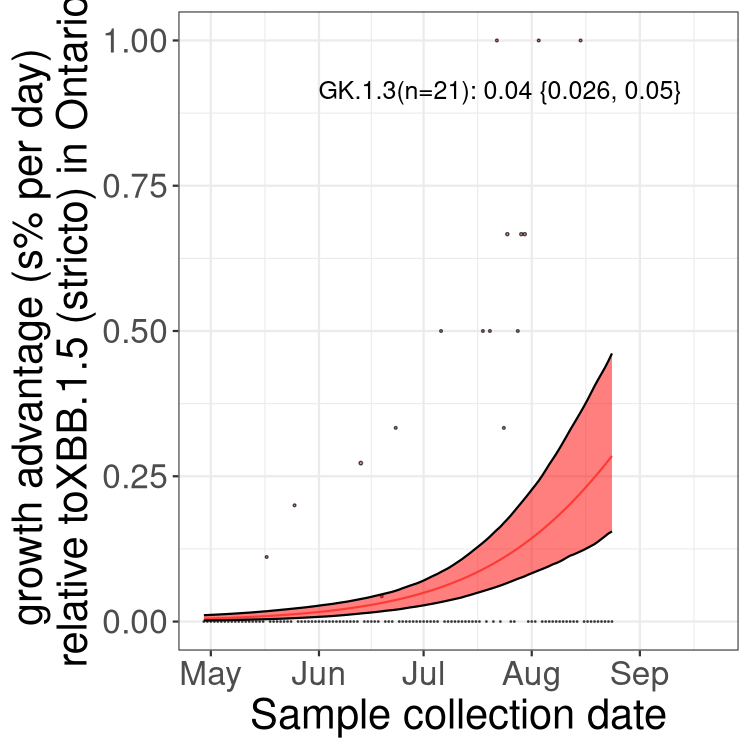 growth advantage (s% per day)
relative toXBB.1.5 (stricto) in Ontario
1.00
0.75
0.50
0.25
0.00
GK.1.3(n=21): 0.04 {0.026, 0.05}
May Jun Jul Aug Sep
Sample collection date